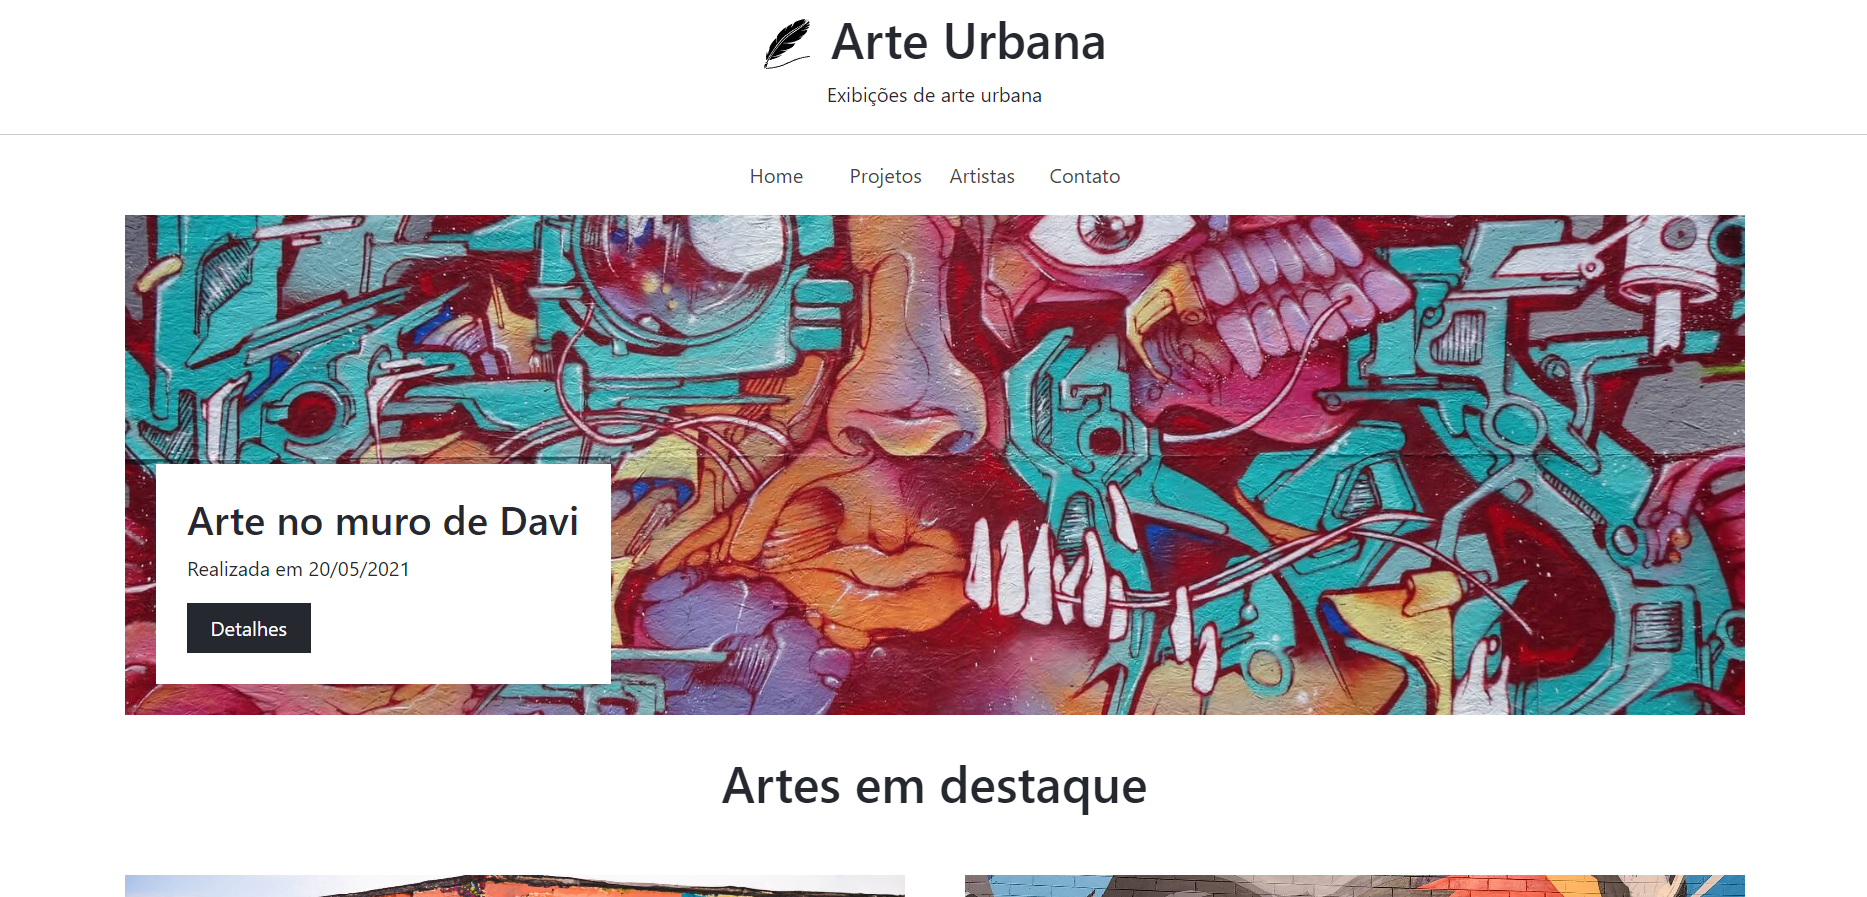 Arte Urbana
Exibições de arte urbana
Home Projetos Artistas Contato
Arte no muro de Davi
Realizada em 20/05/2021
Detalhes
Artes em destaque